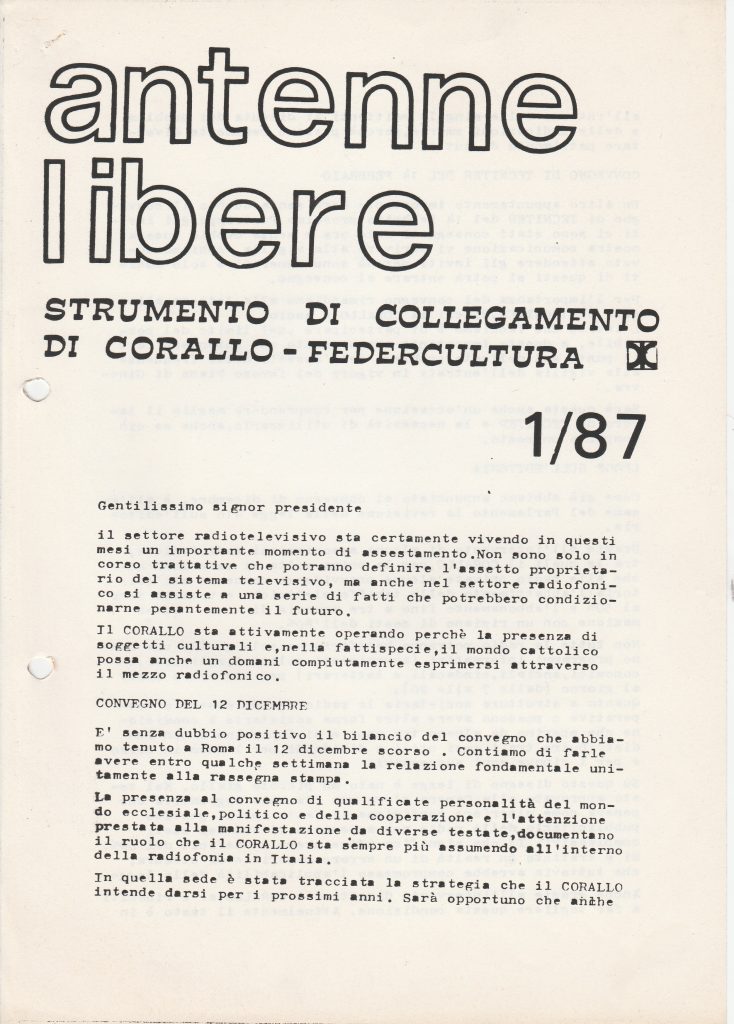 antenne
libere
STRUMENTO DI COLLEGAMENTO
DI CORALLO - FEDERCULTURA
1/87
Gentilissimo signor presidente
il settore radiotelevisivo sta certamente vivendo in questi
mesi un importante momento di assestamento.Non sono solo in
corso trattative che potranno definire l'assetto proprieta-
rio del sistema televisivo, ma anche nel settore radiofoni-
co si assiste a una serie di fatti che potrebbero condizio-
narne pesantemente il futuro.
Il CORALLO sta attivamente operando perchè la presenza di
soggetti culturali e,nella fattispecie,il mondo cattolico
possa anche un domani compiutamente esprimersi attraverso
il mezzo radiofonico.
CONVEGNO DEL 12 DICEMBRE
E' senza dubbio positivo il bilancio del convegno che abbia-
mo tenuto a Roma il 12 dicembre scorso . Contiamo di farle
avere entro qualche settimana la relazione fondamentale uni-
tamente alla rassegna stampa.
La presenza al convegno di qualificate personalità del mon-
do ecclesiale,politico e della cooperazione e l'attenzione
prestata alla manifestazione da diverse testate,documentano
il ruolo che il CORALLO sta sempre più assumendo all'interno
della radiofonia in Italia.
In quella sede è stata tracciata la strategia che il CORALLO
intende darsi per i prossimi anni. Sarà opportuno che anche